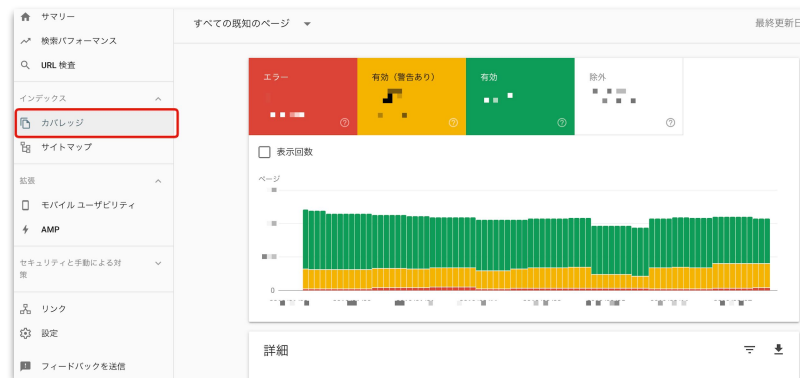 サマリー
検索パフォーマンス
URL 検査
インデックス
カバレッジ
サイトマップ
拡張
モバイル ユーザビリティ
AMP
セキュリティと手動による対
策
リンク
設定
フィードバックを送信
すべての既知のページ
最終更新日
エラー
有効（警告あり）
有効
除外
表示回数
ページ
0
詳細